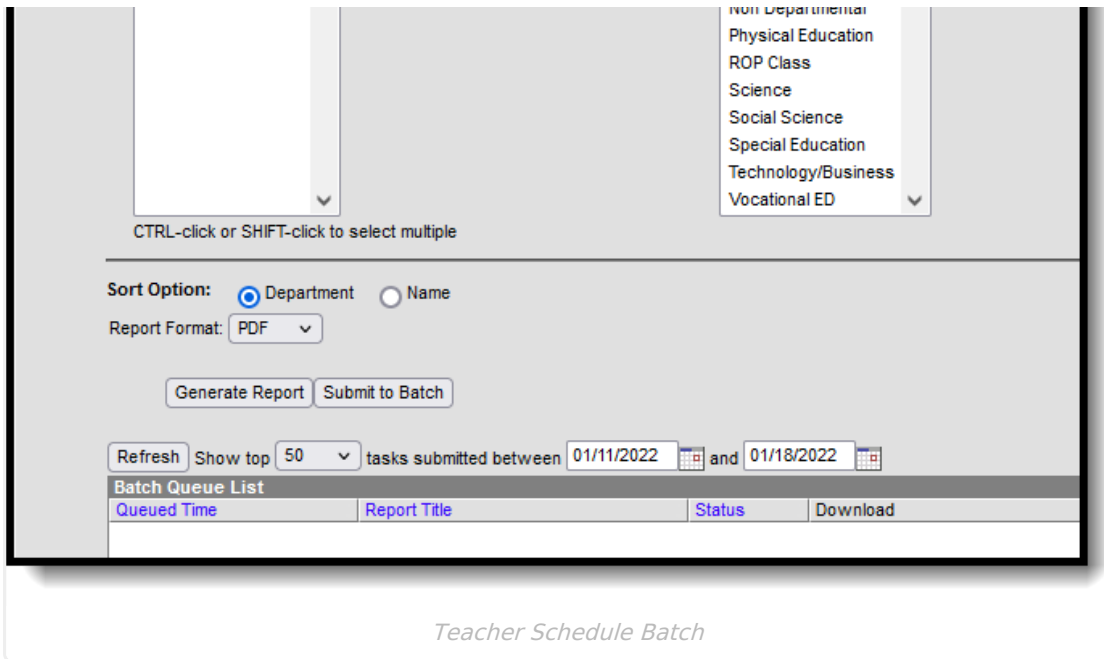 Non Departmental
Physical Education
ROP Class
Science
Social Science
Special Education
Technology/Business
Vocational ED
CTRL-click or SHIFT-click to select multiple
Sort Option: Department Name
Report Format: PDF
Generate Report Submit to Batch
Refresh Show top 50 tasks submitted between 01/11/2022 and 01/18/2022
Batch Queue List
Queued Time Report Title Status Download
Teacher Schedule Batch